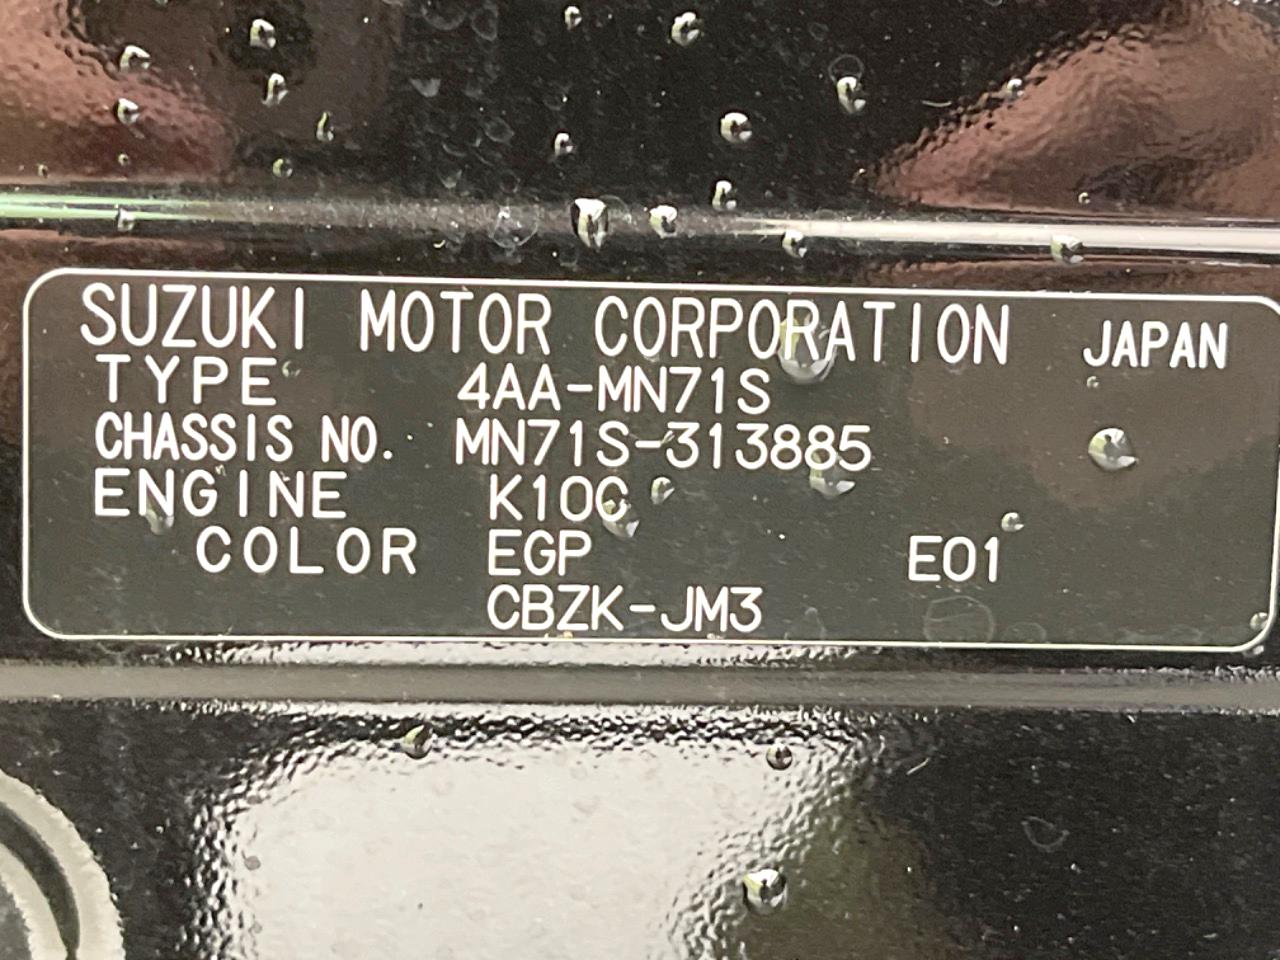 SUZUKI MOTOR CORPORATION JAPAN
TYPE 4AA-MN71S
CHASSIS NO. MN71S-313885
ENGINE K10C
COLOR EGP E01
CBZK-JM3